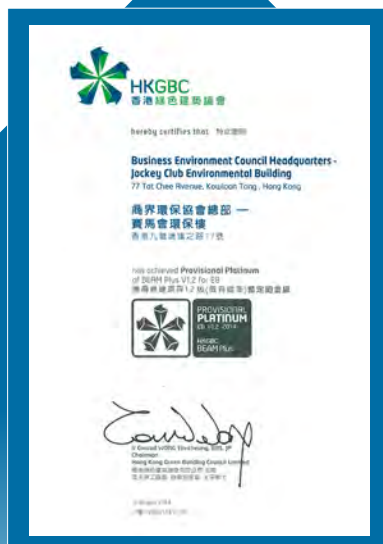 HKGBC
香港綠色建築議會
hereby certifies that 特此證明
Business Environment Council Headquarters -
Jockey Club Environmental Building
77 Tat Chee Avenue, Kowloon Tong, Hong Kong
商界環保協會總部 —
賽馬會環保樓
香港九龍達之路77號
has achieved Provisional Platinum
of BEAM Plus V1.2 for EB
PROVISIONAL
PLATINUM
EB V1.2 2014
HKGBC
BEAM Plus
Chairman
Hong Kong Green Building Council Limited